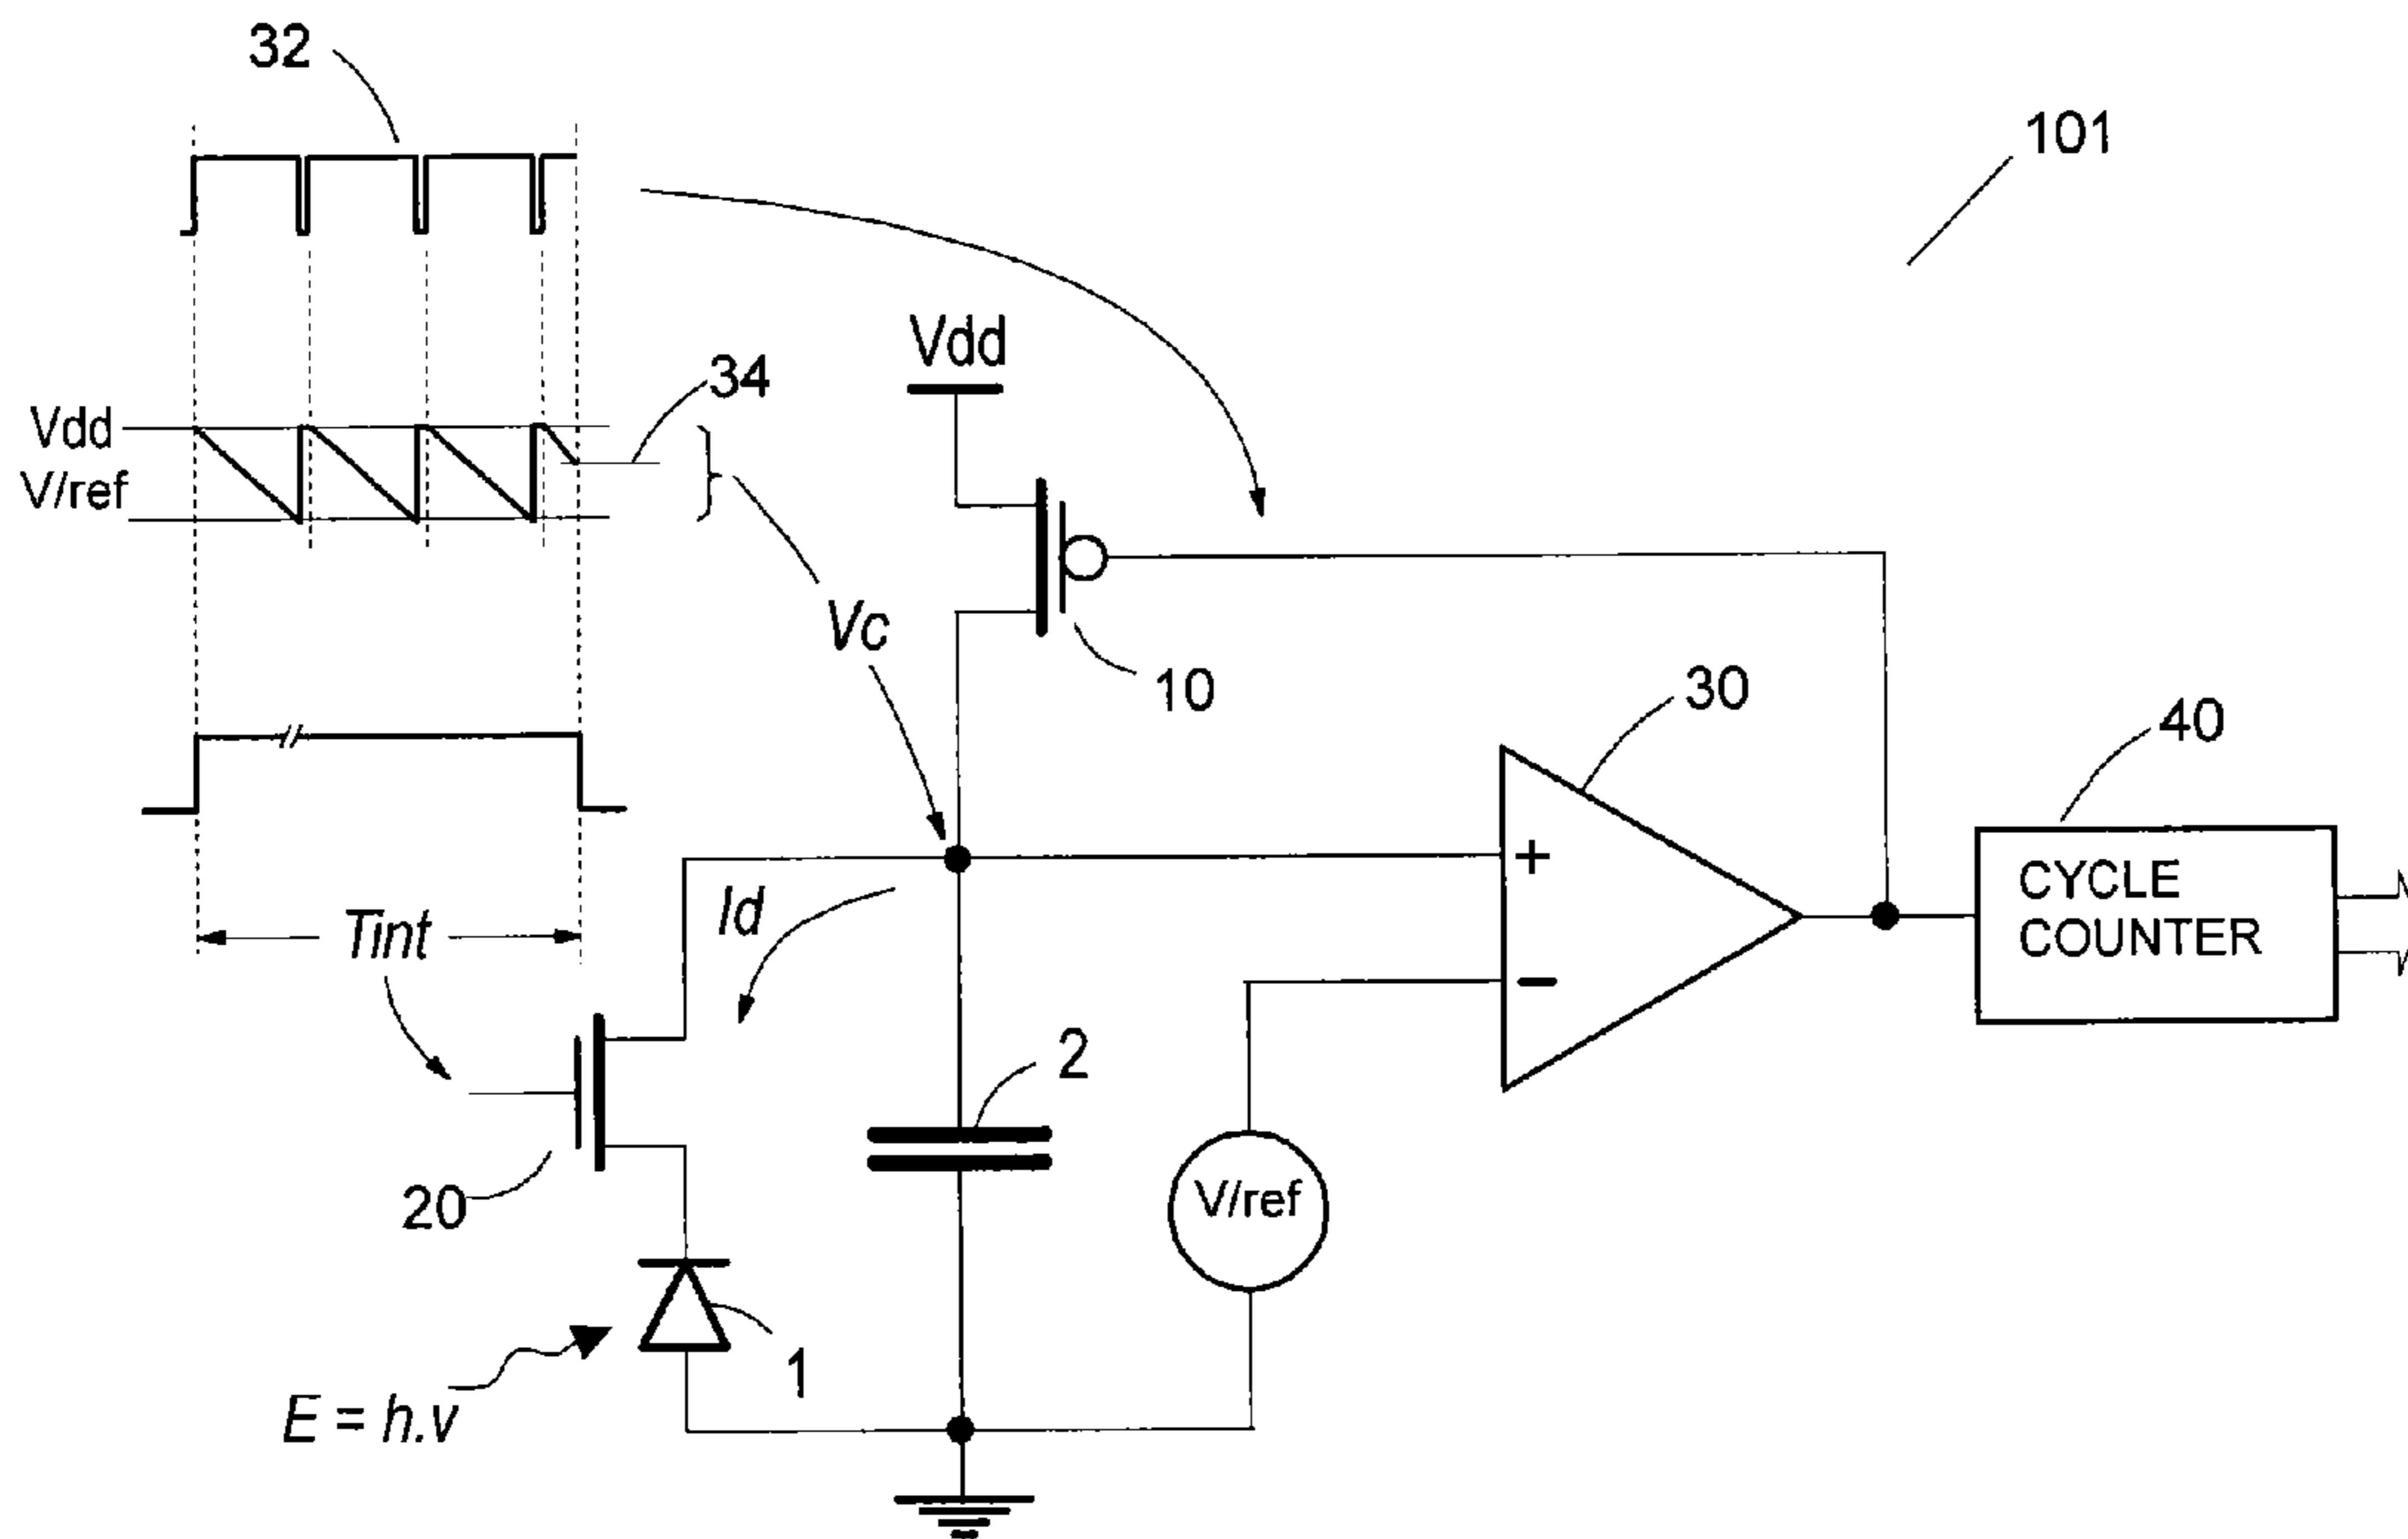 32
101
Vdd
34
Vdd
V/ref
Vc
10
30
40
+
CYCLE
COUNTER
Id
Tint
−
2
20
V/ref
1
E = h.v